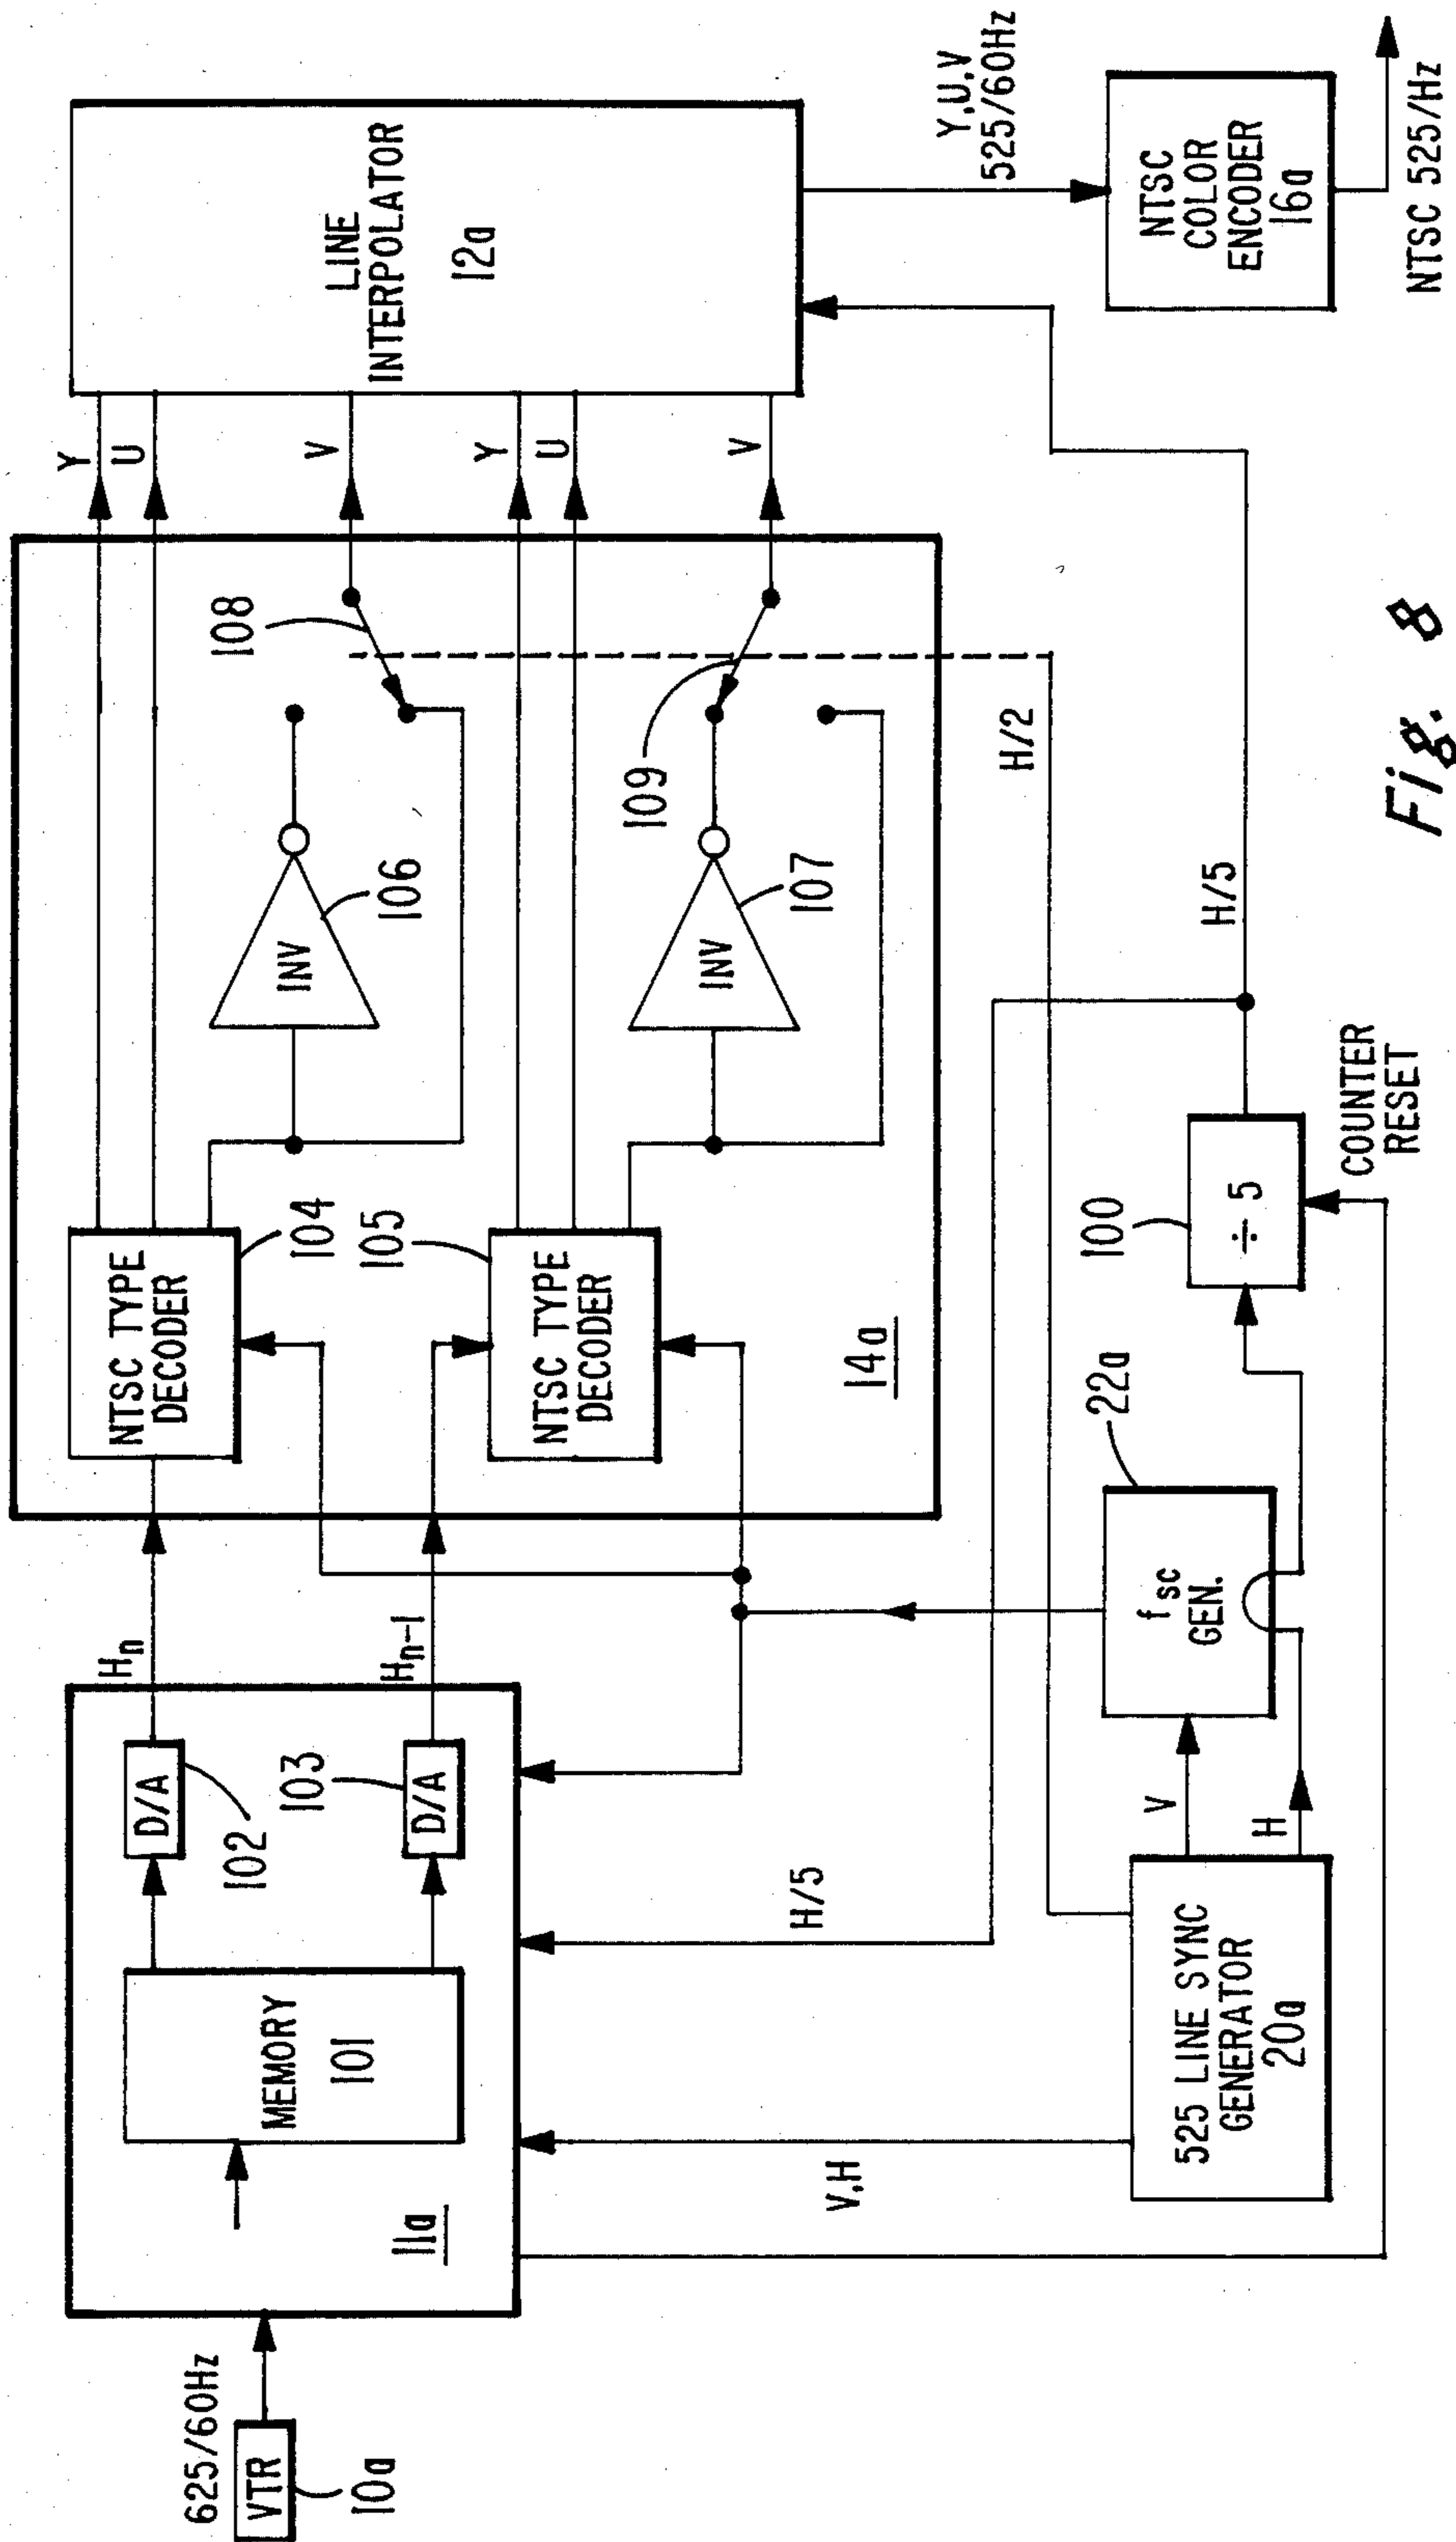 625/60Hz
VTR
10a
MEMORY
101
11a
D/A
102
D/A
103
Hn
Hn-1
NTSC TYPE
DECODER
104
NTSC TYPE
DECODER
105
14a
INV
106
INV
107
108
109
Y
U
V
Y
U
V
LINE
INTERPOLATOR
12a
Y,U,V
525/60Hz
NTSC
COLOR
ENCODER
16a
NTSC 525/Hz
V,H
H/5
H/2
H/5
525 LINE SYNC
GENERATOR
20a
V
H
fsc
GEN.
22a
÷ 5
100
COUNTER
RESET
Fig. 8